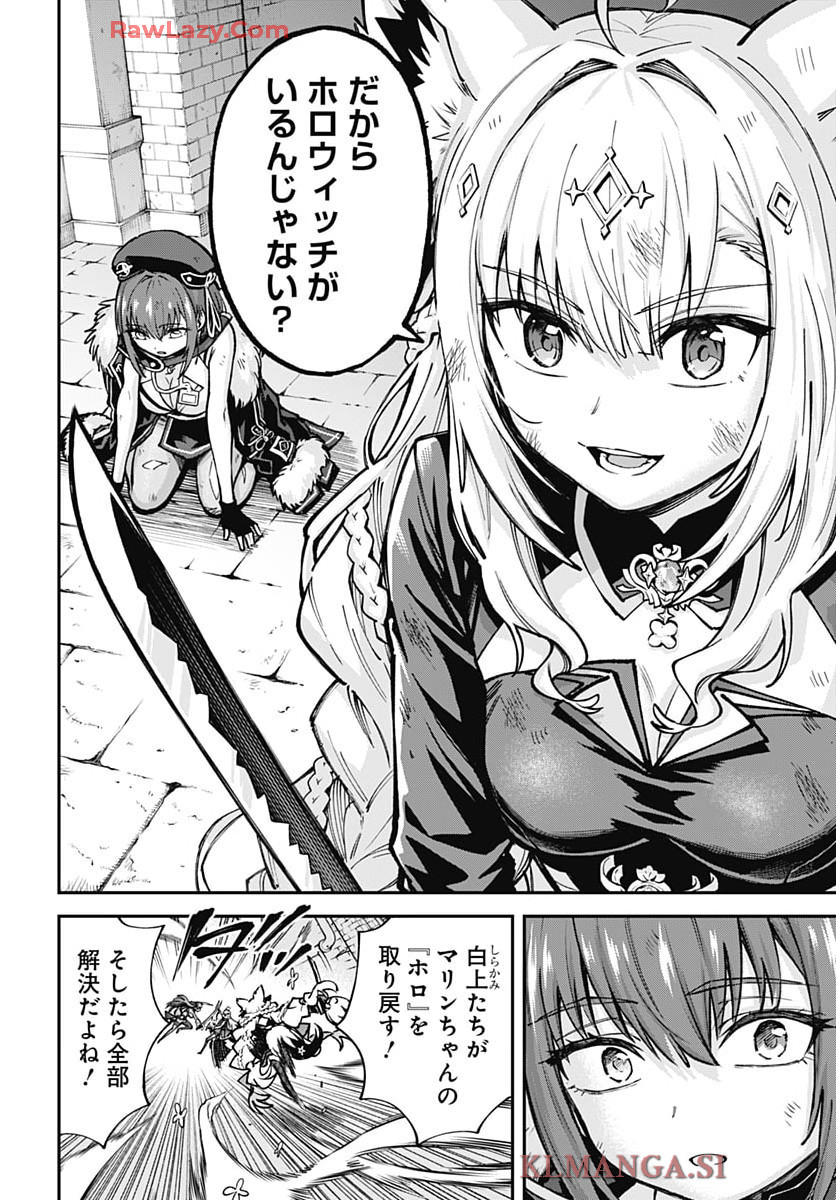 RawLazy.Com
だから
ホロウィッチが
いるんじゃない？
白上たちが
しらかみ
マリンちゃんの
『ホロ』を
取り戻す！
ダッ
そしたら全部
解決だよね！
KLMANGA.SI